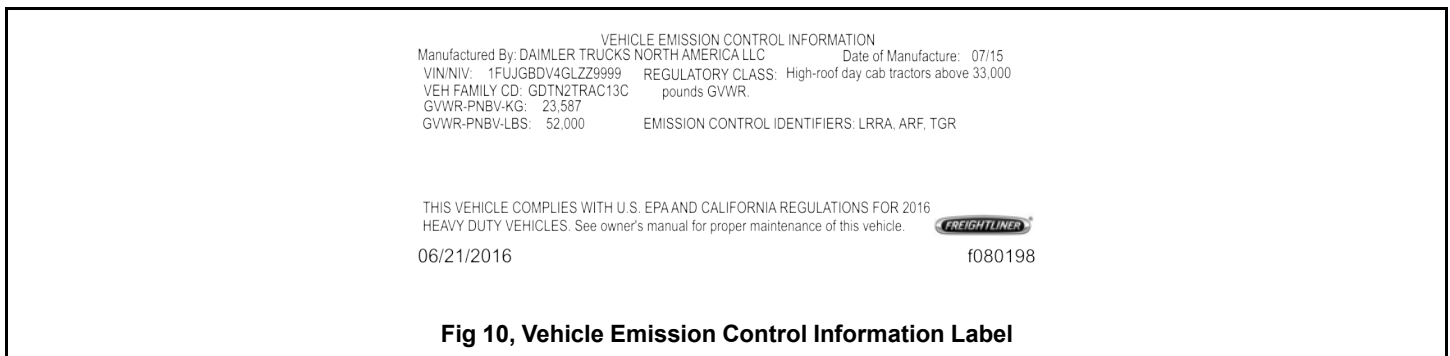 VEHICLE EMISSION CONTROL INFORMATION
Manufactured By: DAIMLER TRUCKS NORTH AMERICA LLC Date of Manufacture: 07/15
VIN/NIV: 1FUJGBDV4GLZZ9999 REGULATORY CLASS: High-roof day cab tractors above 33,000
VEH FAMILY CD: GDTN2TRAC13C pounds GVWR.
GVWR-PNBV-KG: 23,587
GVWR-PNBV-LBS: 52,000 EMISSION CONTROL IDENTIFIERS: LRRA, ARF, TGR
THIS VEHICLE COMPLIES WITH U.S. EPA AND CALIFORNIA REGULATIONS FOR 2016
HEAVY DUTY VEHICLES. See owner's manual for proper maintenance of this vehicle. FREIGHTLINER
06/21/2016 f080198
Fig 10, Vehicle Emission Control Information Label